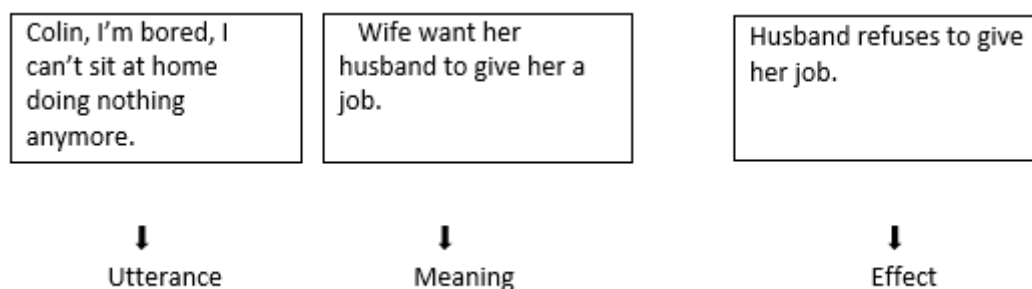 Colin, I'm bored, I
can't sit at home
doing nothing
anymore.
Wife want her
husband to give her a
job.
Husband refuses to give
her job.
Utterance
Meaning
Effect